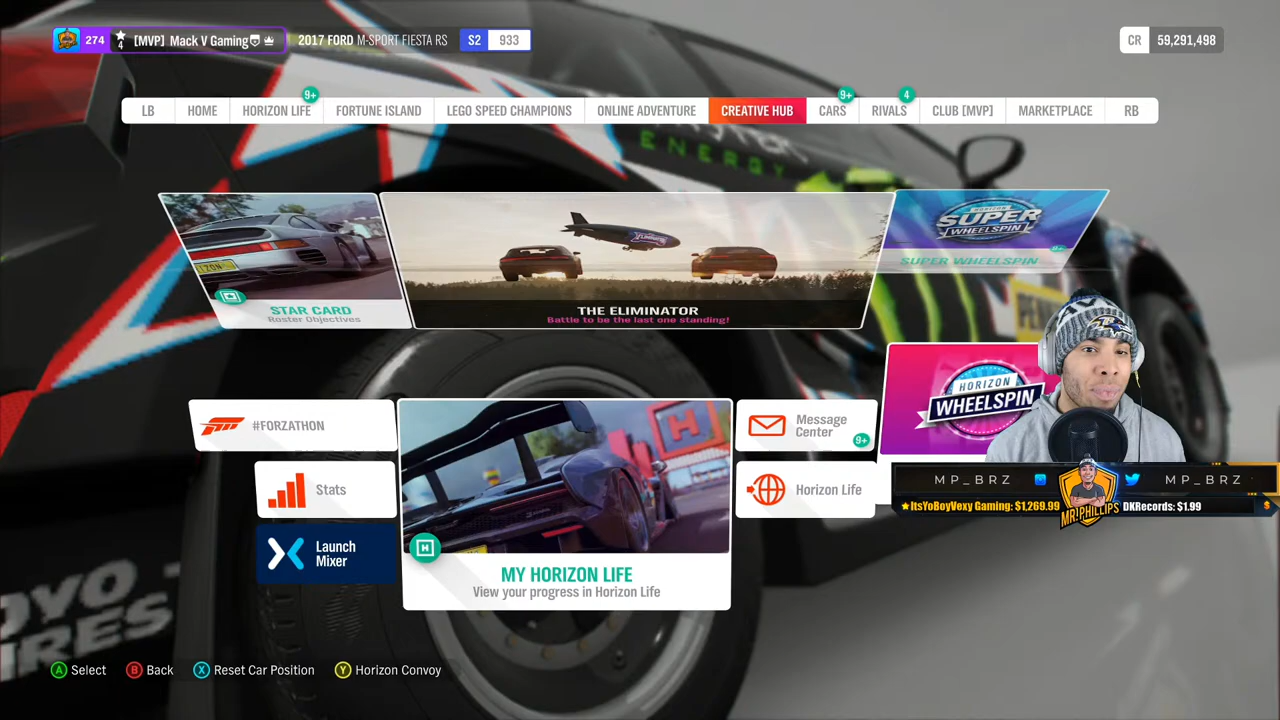 274 4 [MVP] Mack V Gaming 2017 FORD M-SPORT FIESTA RS S2 933 CR 59,291,498
9+ 9+ 4
LB HOME HORIZON LIFE FORTUNE ISLAND LEGO SPEED CHAMPIONS ONLINE ADVENTURE CREATIVE HUB CARS RIVALS CLUB [MVP] MARKETPLACE RB
ENERGY
HORIZON
SUPER
WHEELSPIN
SUPER WHEELSPIN
STAR CARD
Roster Objectives
THE ELIMINATOR
Battle to be the last one standing!
HORIZON
WHEELSPIN
#FORZATHON
Message
Center
9+
Stats
Horizon Life
Launch
Mixer
MY HORIZON LIFE
View your progress in Horizon Life
MP_BRZ MP_BRZ
ItsYoBoyVexy Gaming: $1,269.99 DKRecords: $1.99 $
MR.PHILLIPS
A Select B Back X Reset Car Position Y Horizon Convoy